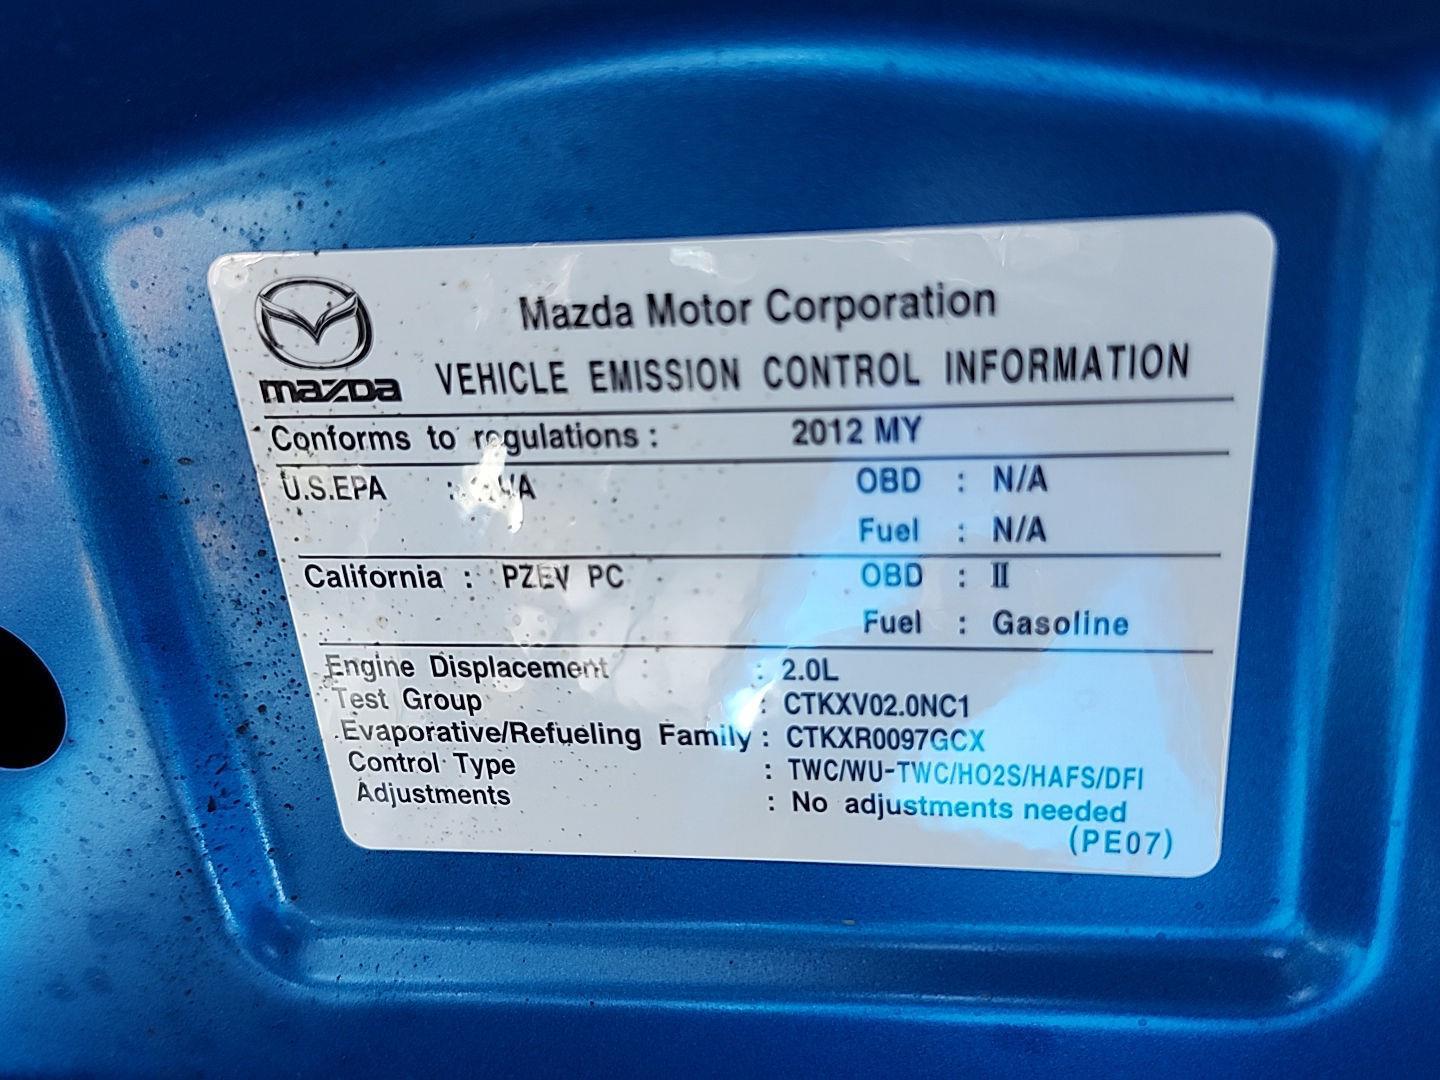 Mazda Motor Corporation
mazda VEHICLE EMISSION CONTROL INFORMATION
Conforms to regulations : 2012 MY
U.S.EPA : N/A OBD : N/A
Fuel : N/A
California : PZEV PC OBD : II
Fuel : Gasoline
Engine Displacement : 2.0L
Test Group : CTKXV02.0NC1
Evaporative/Refueling Family : CTKXR0097GCX
Control Type : TWC/WU-TWC/HO2S/HAFS/DFI
Adjustments : No adjustments needed
(PE07)